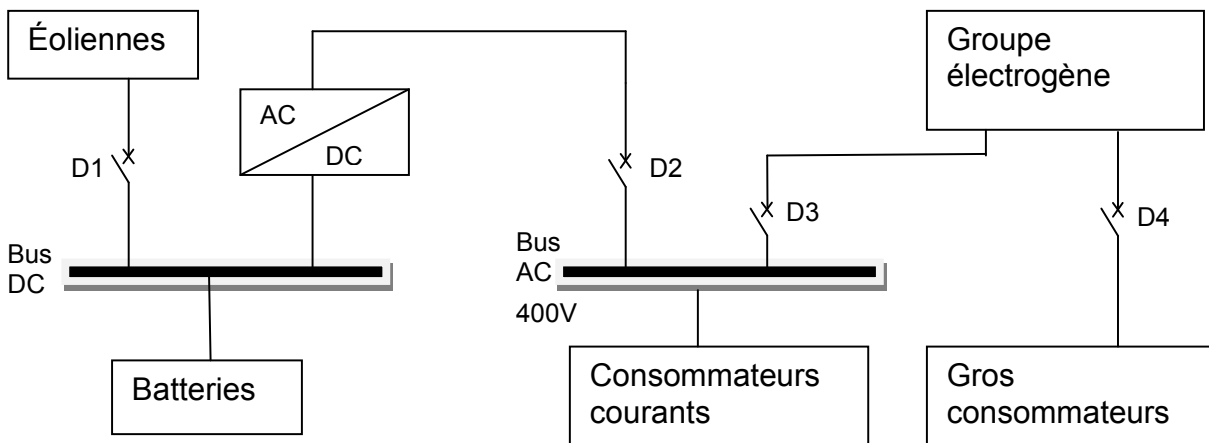 Éoliennes
Groupe
électrogène
AC
DC
D1
D2
D3
D4
Bus
DC
Bus
AC
400V
Batteries
Consommateurs
courants
Gros
consommateurs